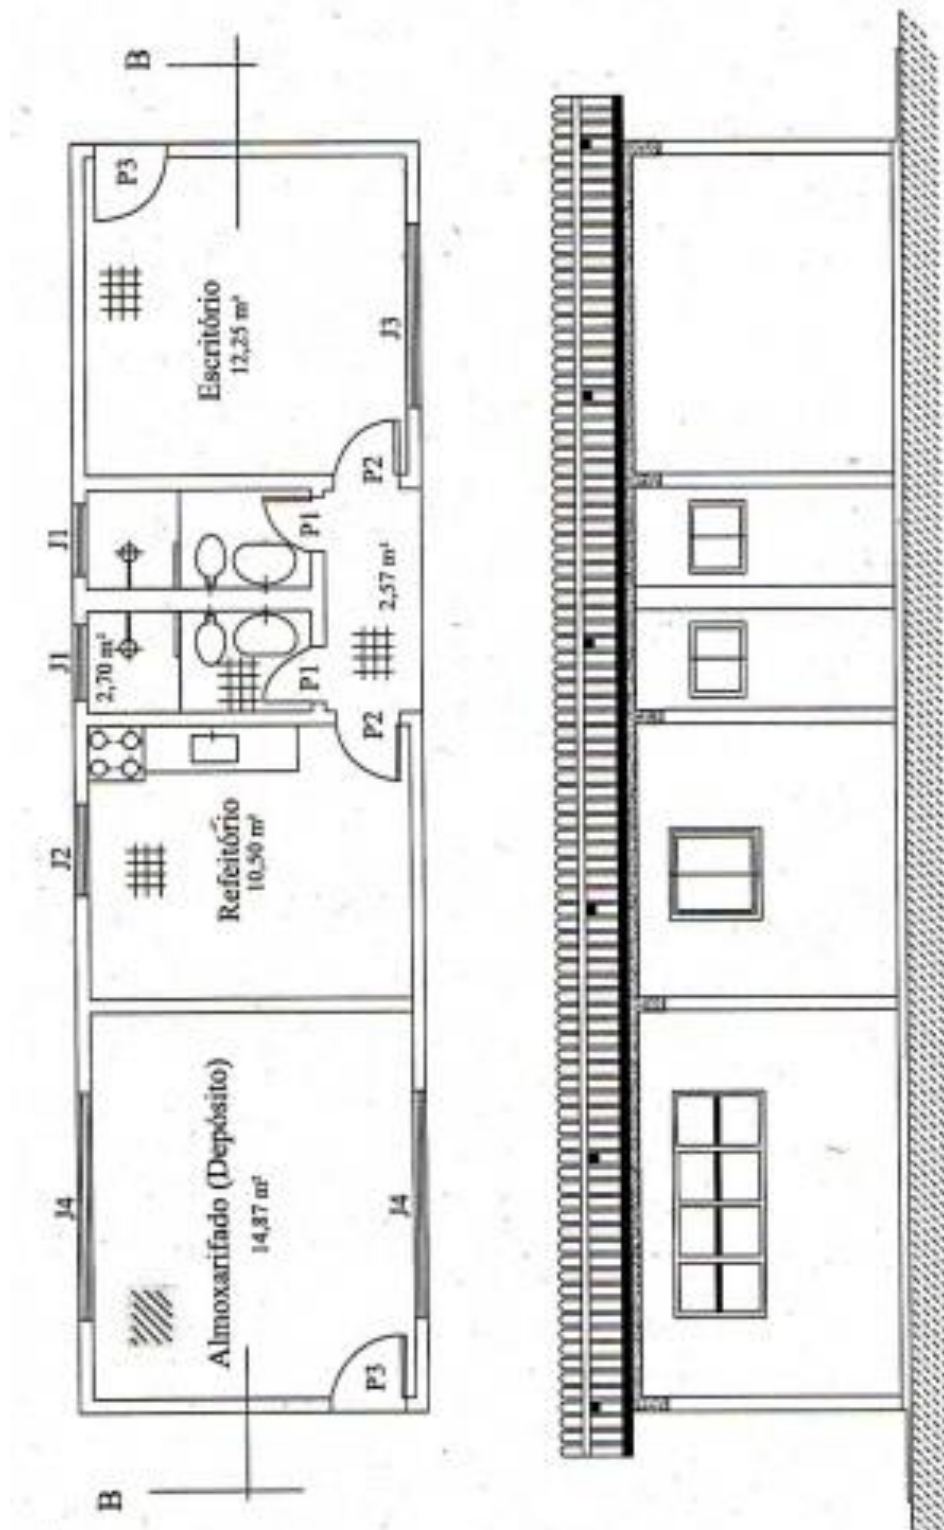 J4
J2
J1
J1
B
2,70 m²
P3
B
Almoxarifado (Depósito)
14,87 m²
Refeitório
10,50 m²
Escritório
12,25 m²
P1
P1
P3
P2
2,57 m²
P2
J4
J3